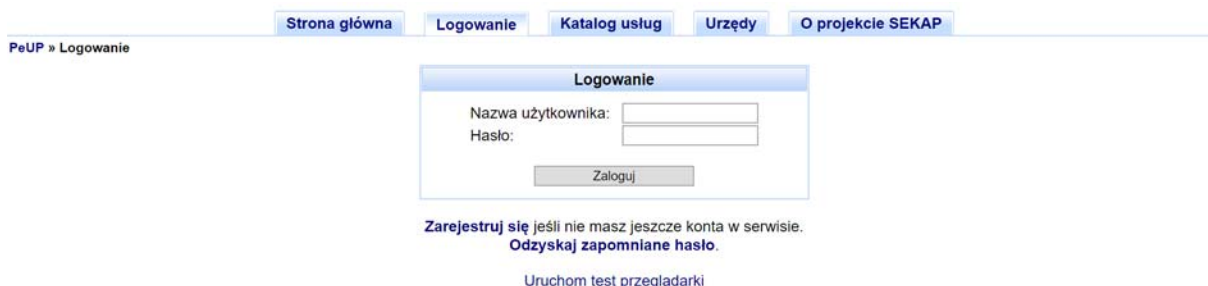 Strona główna Logowanie Katalog usług Urzędy O projekcie SEKAP
PeUP » Logowanie
Logowanie
Nazwa użytkownika:
Hasło:
Zaloguj
Zarejestruj się jeśli nie masz jeszcze konta w serwisie.
Odzyskaj zapomniane hasło.
Uruchom test przeglądarki